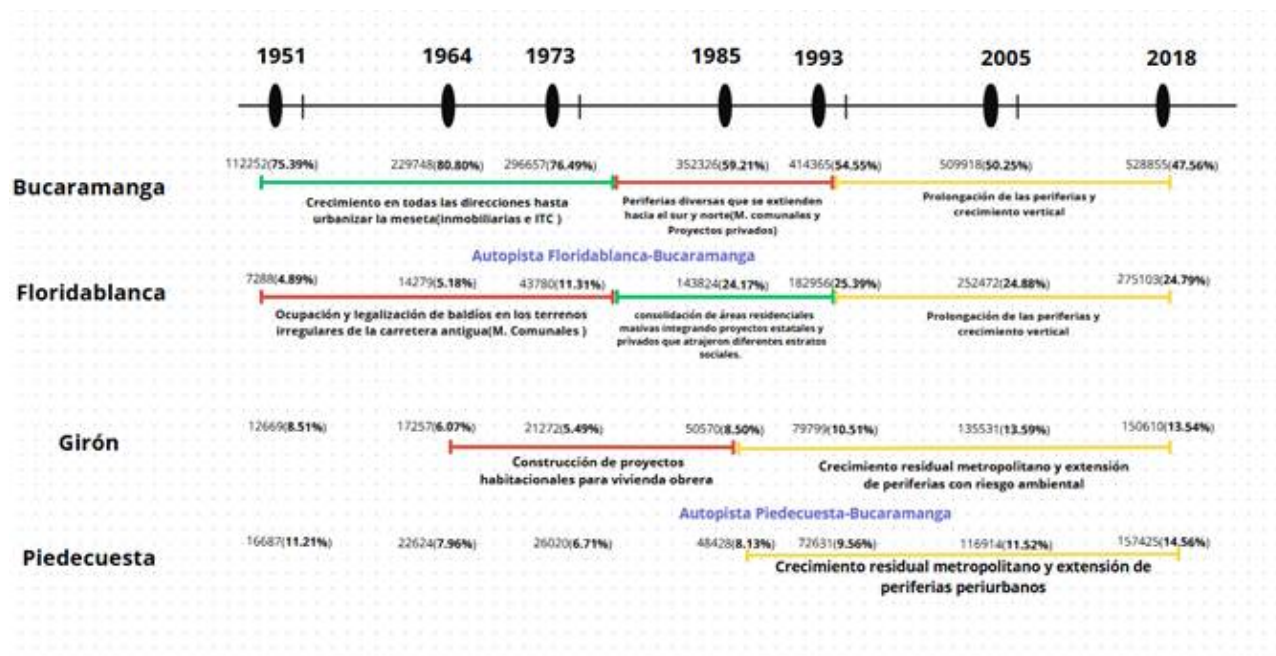 1951 1964 1973 1985 1993 2005 2018
112252(75.39%) 229748(80.80%) 296657(76.49%) 352326(59.21%) 414365(54.55%) 509918(50.25%) 528855(47.56%)
Bucaramanga
Crecimiento en todas las direcciones hasta
urbanizar la meseta(inmobiliarias e ITC )
Periferias diversas que se extienden
hacia el sur y norte(M. comunales y
Proyectos privados)
Prolongación de las periferias y
crecimiento vertical
Autopista Floridablanca-Bucaramanga
7288(4.89%) 14279(5.18%) 43780(11.31%) 143824(24.17%) 182956(25.39%) 252472(24.88%) 275103(24.79%)
Floridablanca
Ocupación y legalización de baldíos en los terrenos
irregulares de la carretera antigua(M. Comunales )
consolidación de áreas residenciales
masivas integrando proyectos estatales y
privados que atrajeron diferentes estratos
sociales.
Prolongación de las periferias y
crecimiento vertical
12669(8.51%) 17257(6.07%) 21272(5.49%) 50570(8.50%) 79799(10.51%) 135531(13.59%) 150610(13.54%)
Girón
Construcción de proyectos
habitacionales para vivienda obrera
Crecimiento residual metropolitano y extensión
de periferias con riesgo ambiental
Autopista Piedecuesta-Bucaramanga
16687(11.21%) 22624(7.96%) 26020(6.71%) 48428(8.13%) 72631(9.56%) 116914(11.52%) 157425(14.56%)
Piedecuesta
Crecimiento residual metropolitano y extensión de
periferias periurbanos